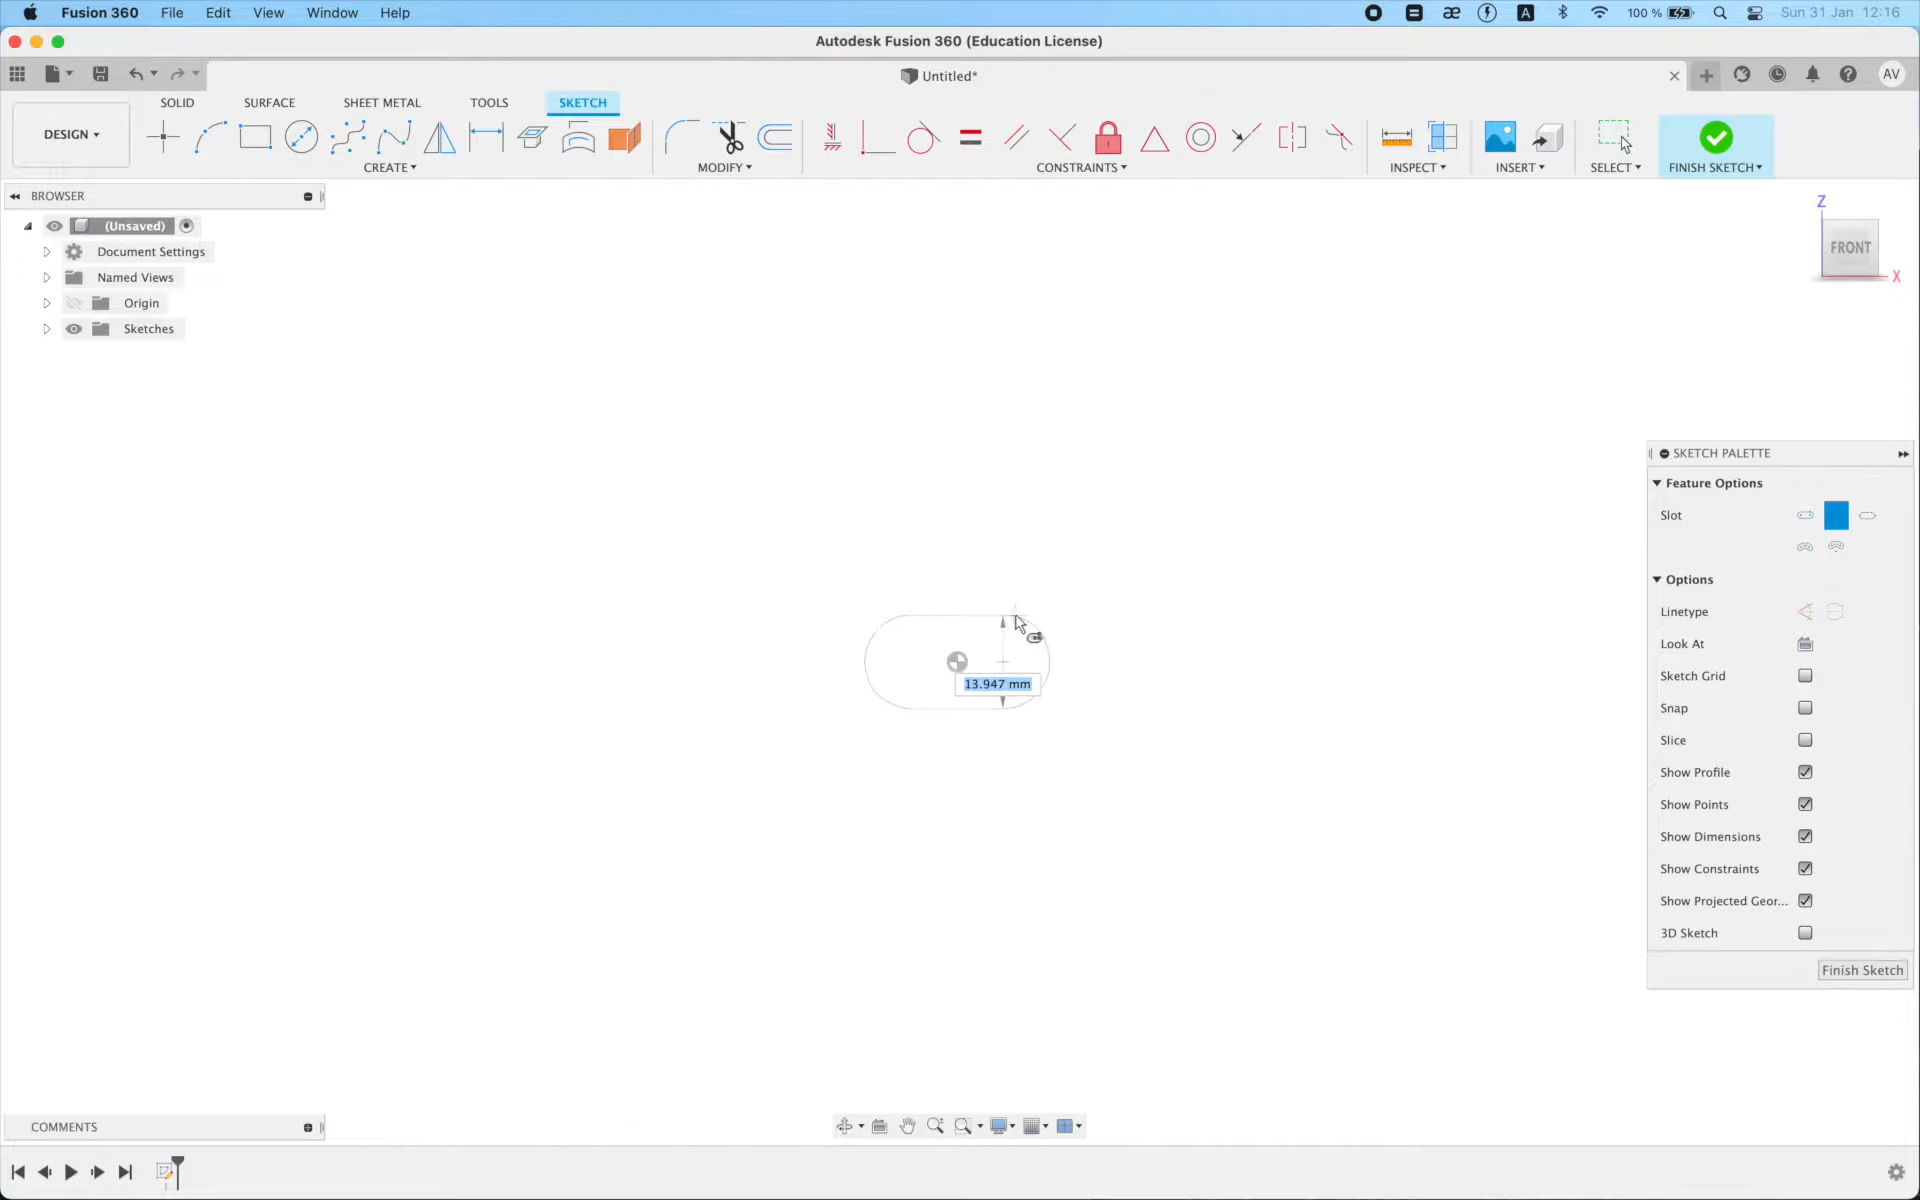 Fusion 360 File Edit View Window Help æ A 100 % Sun 31 Jan 12:16
Autodesk Fusion 360 (Education License)
Untitled* AV
SOLID SURFACE SHEET METAL TOOLS SKETCH
DESIGN
CREATE MODIFY CONSTRAINTS INSPECT INSERT SELECT FINISH SKETCH
BROWSER
(Unsaved)
Document Settings
Named Views
Origin
Sketches
Z
FRONT
X
13.947 mm
SKETCH PALETTE
Feature Options
Slot
Options
Linetype
Look At
Sketch Grid
Snap
Slice
Show Profile
Show Points
Show Dimensions
Show Constraints
Show Projected Geor...
3D Sketch
Finish Sketch
COMMENTS